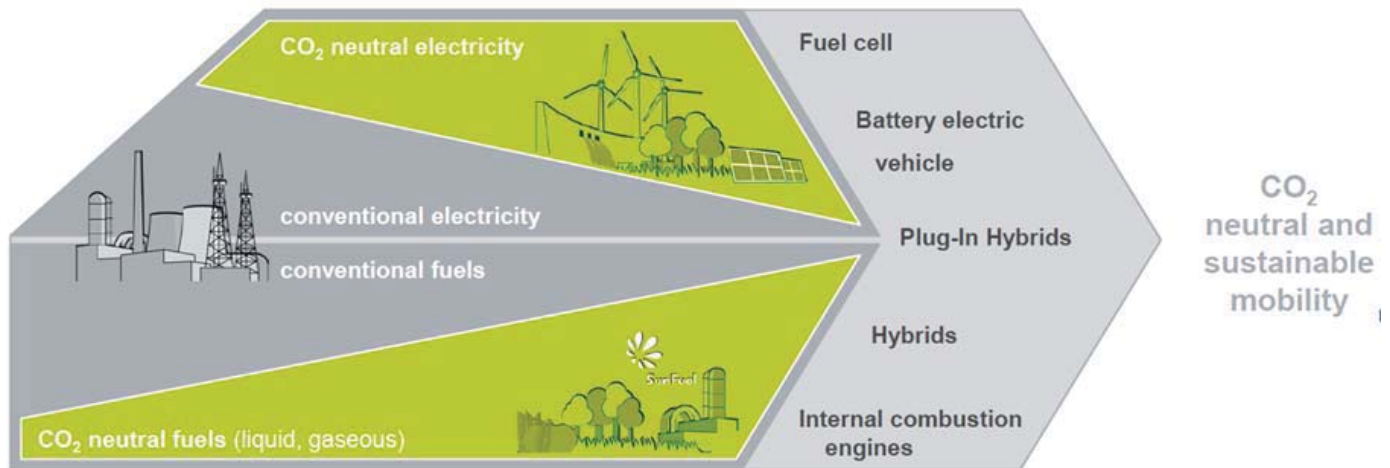 CO₂ neutral electricity
conventional electricity
conventional fuels
SunFuel
CO₂ neutral fuels (liquid, gaseous)
Fuel cell
Battery electric
vehicle
Plug-In Hybrids
Hybrids
Internal combustion
engines
CO₂
neutral and
sustainable
mobility